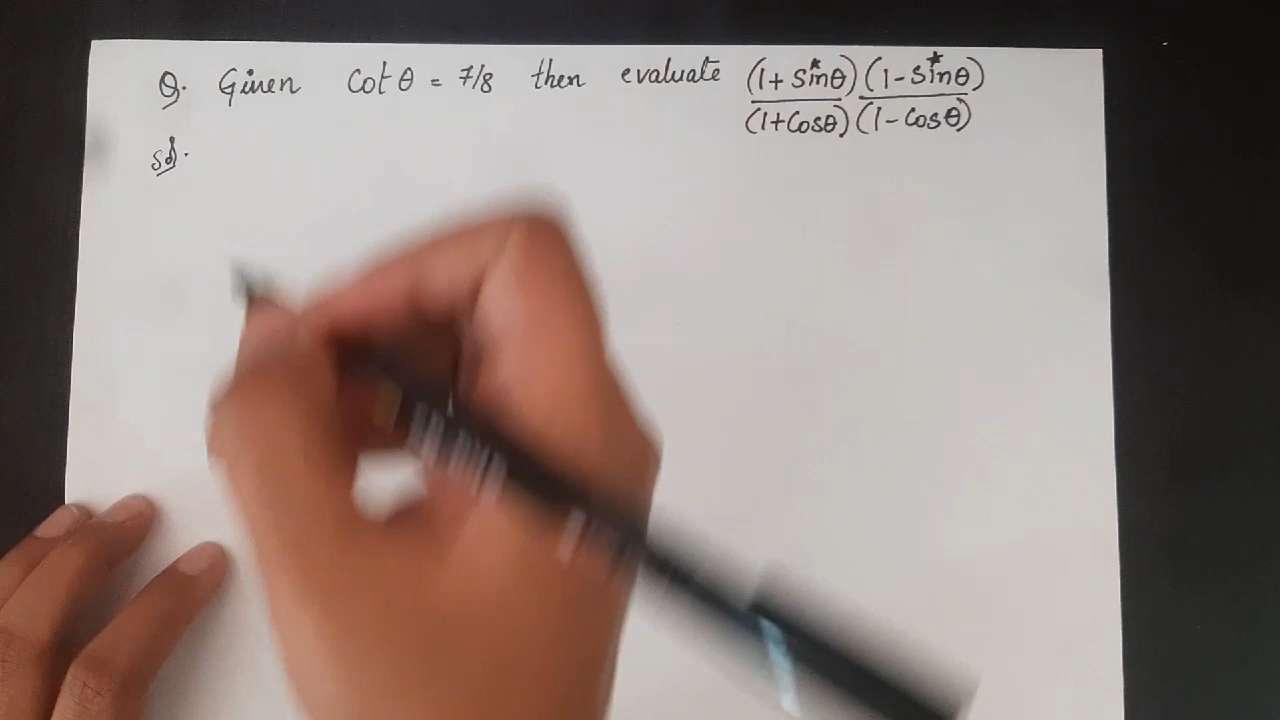 Q. Given Cot θ = 7/8 then evaluate (1 + Sinθ) (1 - Sinθ)
(1+Cosθ) (1 - Cosθ)
Sol.